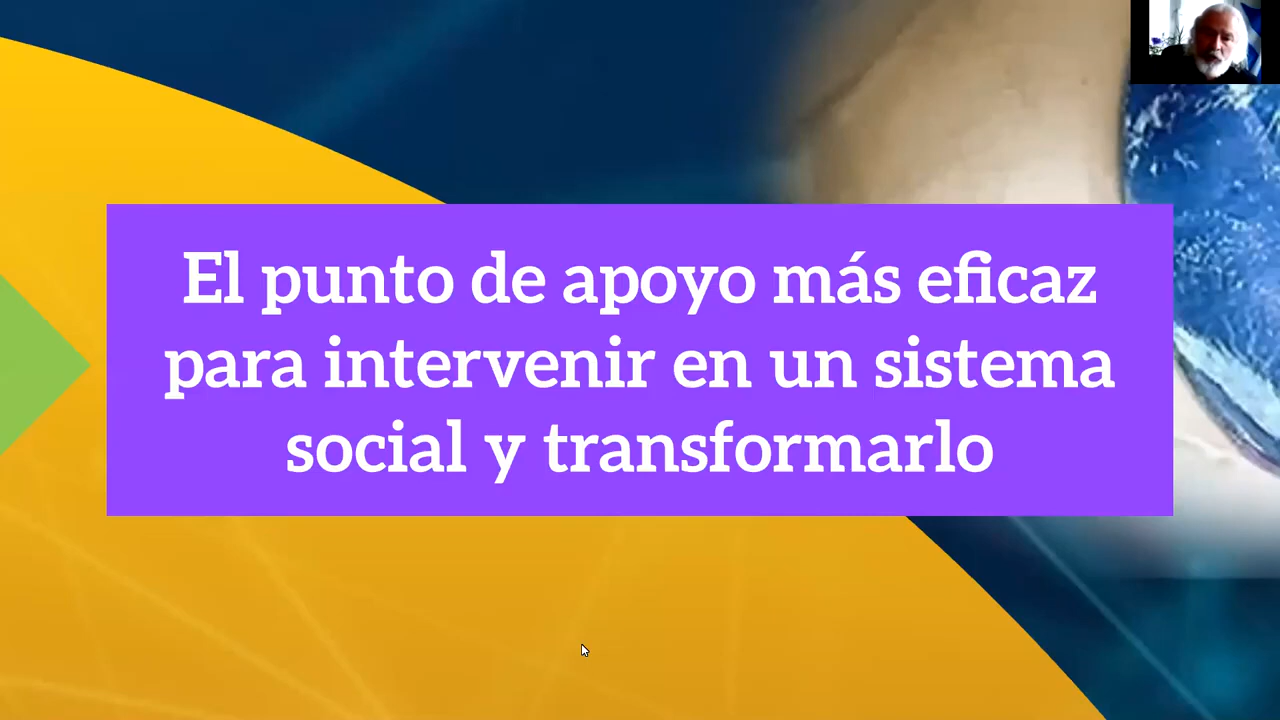 El punto de apoyo más eficaz
para intervenir en un sistema
social y transformarlo